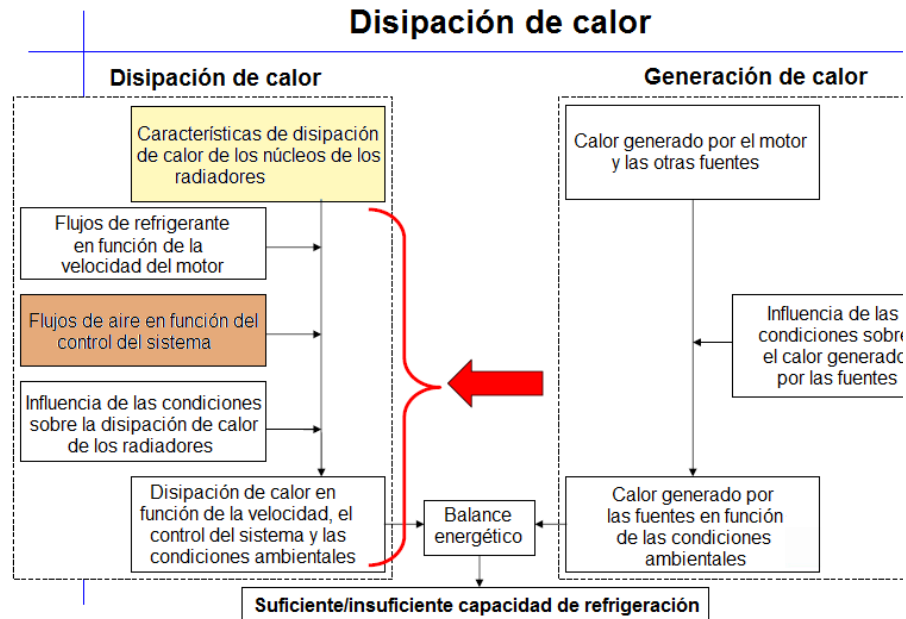 Disipación de calor
Disipación de calor
Características de disipación
de calor de los núcleos de los
radiadores
Flujos de refrigerante
en función de la
velocidad del motor
Flujos de aire en función del
control del sistema
Influencia de las condiciones
sobre la disipación de calor
de los radiadores
Disipación de calor en
función de la velocidad, el
control del sistema y las
condiciones ambientales
Balance
energético
Generación de calor
Calor generado por el motor
y las otras fuentes
Influencia de las
condiciones sobre
el calor generado
por las fuentes
Calor generado por
las fuentes en función
de las condiciones
ambientales
Suficiente/insuficiente capacidad de refrigeración